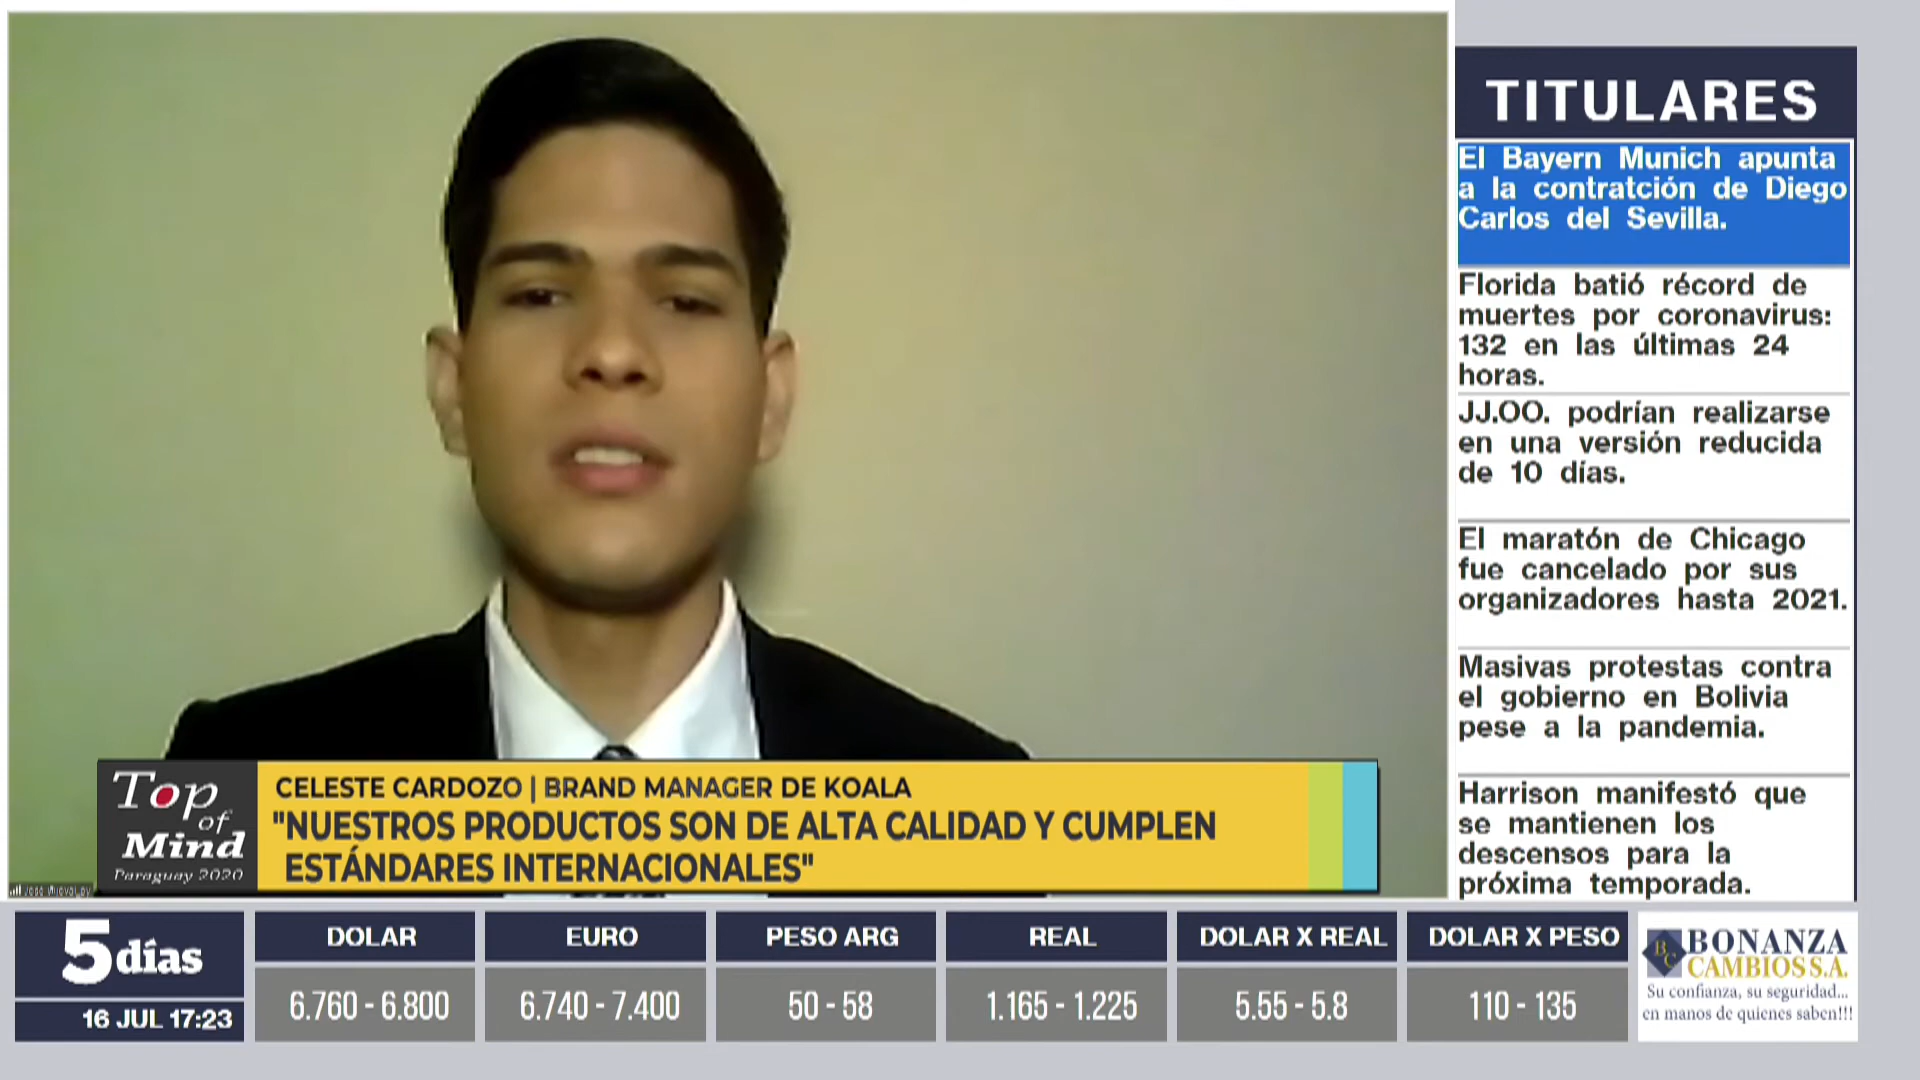 TITULARES
El Bayern Munich apunta
a la contratción de Diego
Carlos del Sevilla.
Florida batió récord de
muertes por coronavirus:
132 en las últimas 24
horas.
JJ.OO. podrían realizarse
en una versión reducida
de 10 días.
El maratón de Chicago
fue cancelado por sus
organizadores hasta 2021.
Masivas protestas contra
el gobierno en Bolivia
pese a la pandemia.
Harrison manifestó que
se mantienen los
descensos para la
próxima temporada.
Top
of
Mind
Paraguay 2020
CELESTE CARDOZO | BRAND MANAGER DE KOALA
"NUESTROS PRODUCTOS SON DE ALTA CALIDAD Y CUMPLEN
ESTÁNDARES INTERNACIONALES"
5días
16 JUL 17:23
DOLAR
6.760 - 6.800
EURO
6.740 - 7.400
PESO ARG
50 - 58
REAL
1.165 - 1.225
DOLAR X REAL
5.55 - 5.8
DOLAR X PESO
110 - 135
BC
BONANZA
CAMBIOS S.A.
Su confianza, su seguridad...
en manos de quienes saben!!!